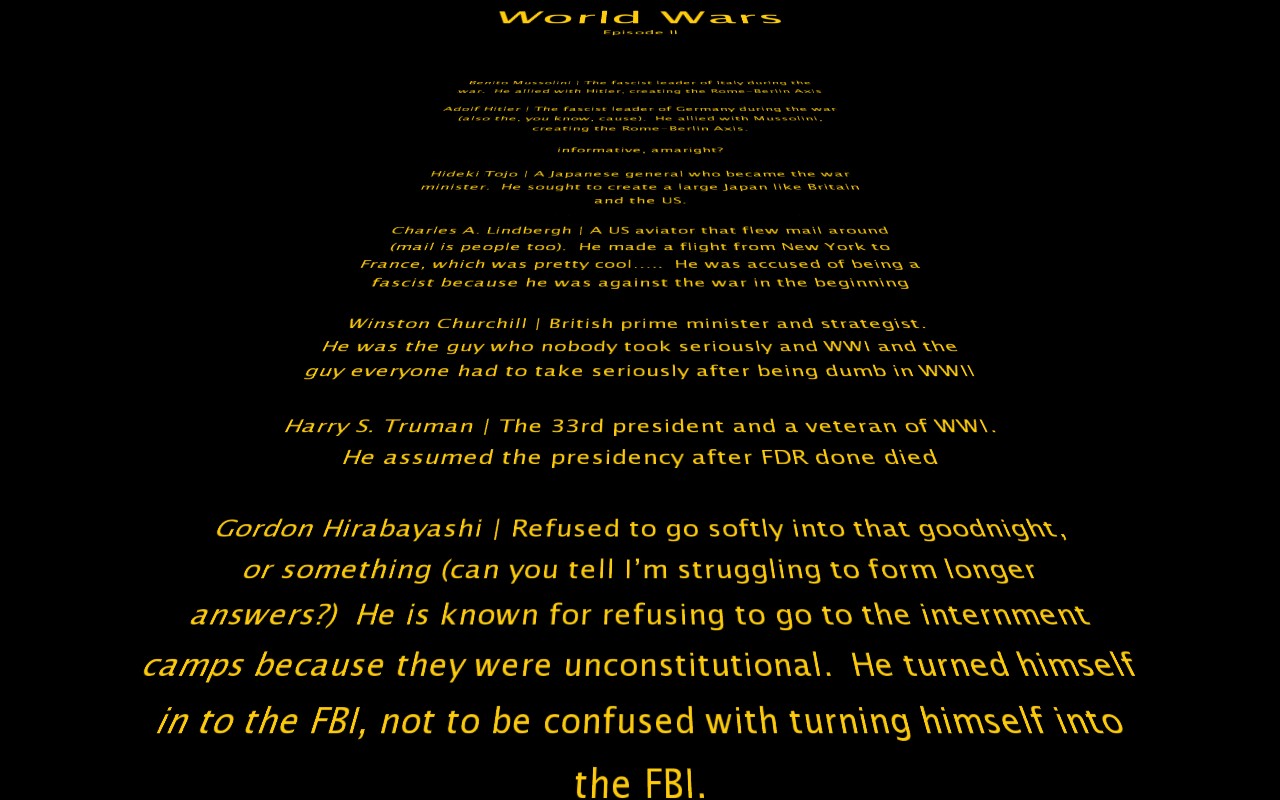 World Wars
Episode II
Benito Mussolini | The fascist leader of Italy during the
war.  He allied with Hitler, creating the Rome-Berlin Axis
Adolf Hitler | The fascist leader of Germany during the war
(also the, you know, cause).  He allied with Mussolini,
creating the Rome-Berlin Axis.
informative, amaright?
Hideki Tojo | A Japanese general who became the war
minister.  He sought to create a large Japan like Britain
and the US.
Charles A. Lindbergh | A US aviator that flew mail around
(mail is people too).  He made a flight from New York to
France, which was pretty cool.....  He was accused of being a
fascist because he was against the war in the beginning
Winston Churchill | British prime minister and strategist.
He was the guy who nobody took seriously and WWI and the
guy everyone had to take seriously after being dumb in WWII
Harry S. Truman | The 33rd president and a veteran of WWI.
He assumed the presidency after FDR done died
Gordon Hirabayashi | Refused to go softly into that goodnight,
or something (can you tell I’m struggling to form longer
answers?)  He is known for refusing to go to the internment
camps because they were unconstitutional.  He turned himself
in to the FBI, not to be confused with turning himself into
the FBI.